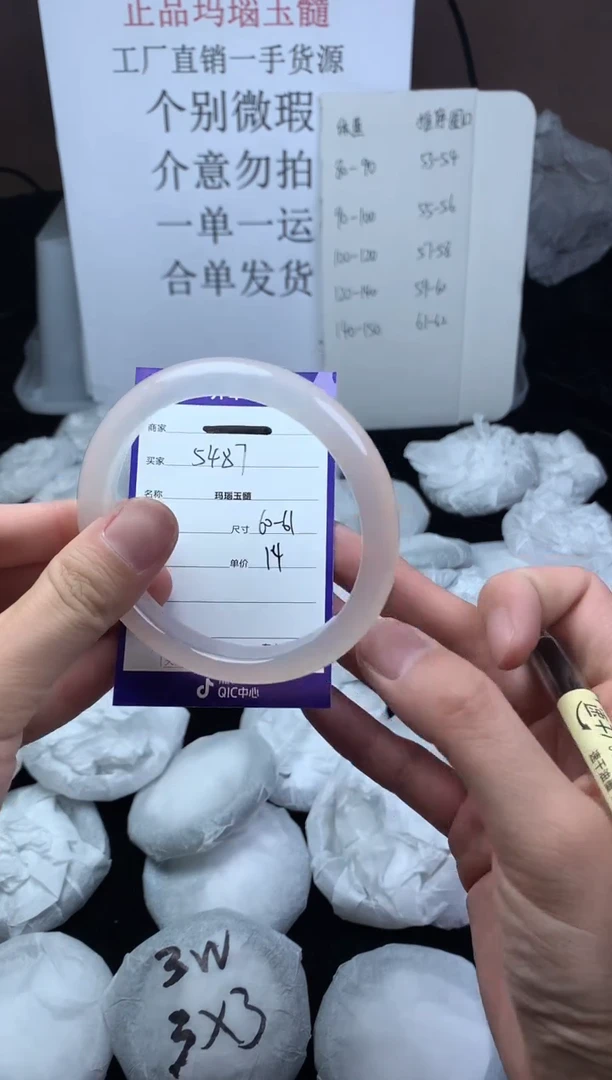 正品玛瑙玉髓
工厂直销一手货源
个别微瑕
介意勿拍
一单一运
合单发货
体重 推荐圈口
80-90 53-54
90-100 55-56
100-120 57-58
120-140 59-60
140-150 61-62
商家
买家 5487
名称 玛瑙玉髓
尺寸 60-61
单价 14
QIC中心
3W
3X3